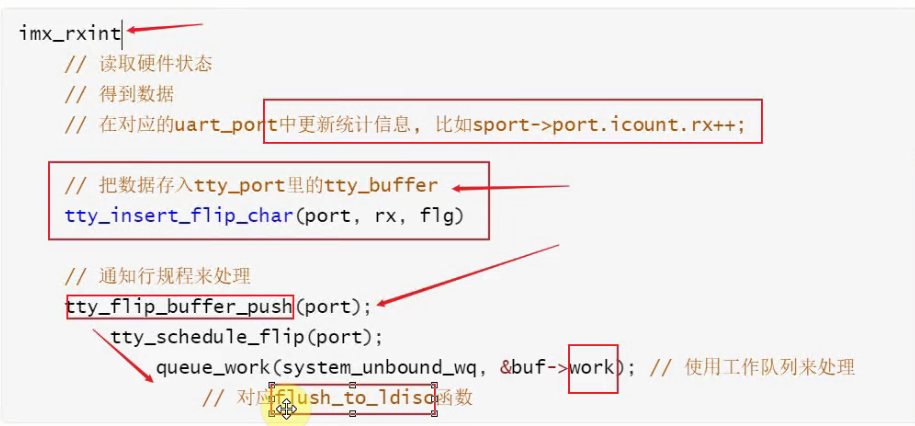 imx_rxint
// 读取硬件状态
// 得到数据
// 在对应的uart_port中更新统计信息, 比如sport->port.icount.rx++;
// 把数据存入tty_port里的tty_buffer
tty_insert_flip_char(port, rx, flg)
// 通知行规程来处理
tty_flip_buffer_push(port);
tty_schedule_flip(port);
queue_work(system_unbound_wq, &buf->work); // 使用工作队列来处理
// 对应flush_to_ldisc函数